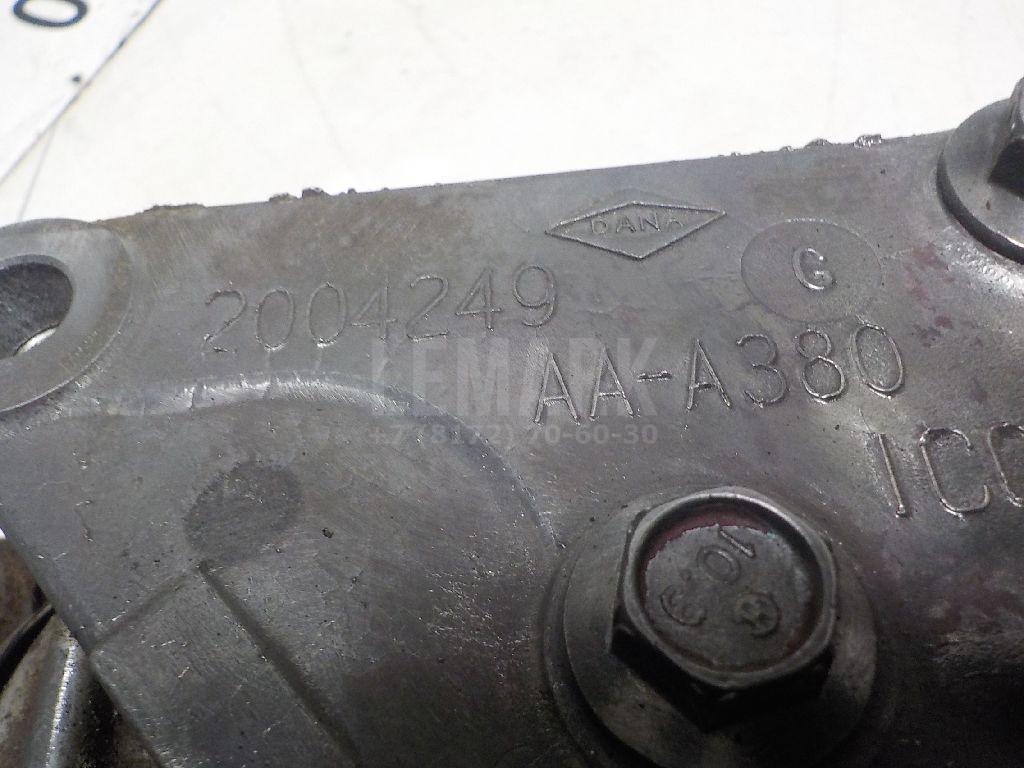 DANA
G
2004249
AA-A380
LEMARK
+7 (8172) 70-60-30
10.9